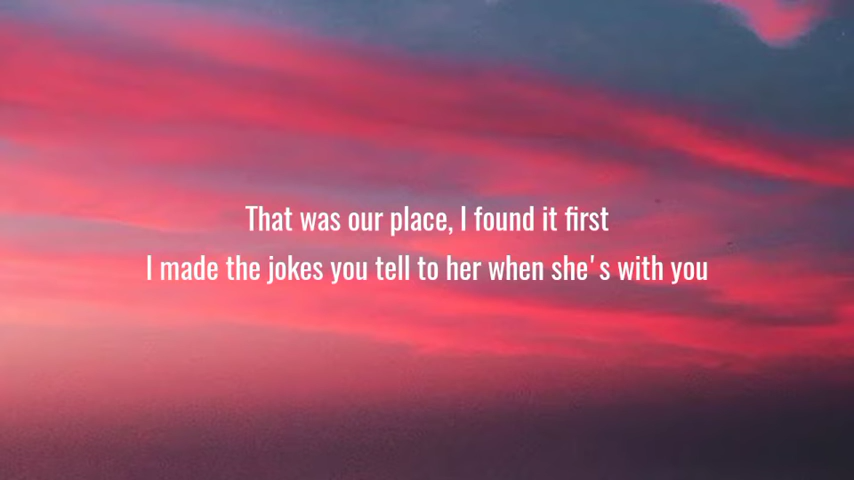 That was our place, I found it first
I made the jokes you tell to her when she's with you